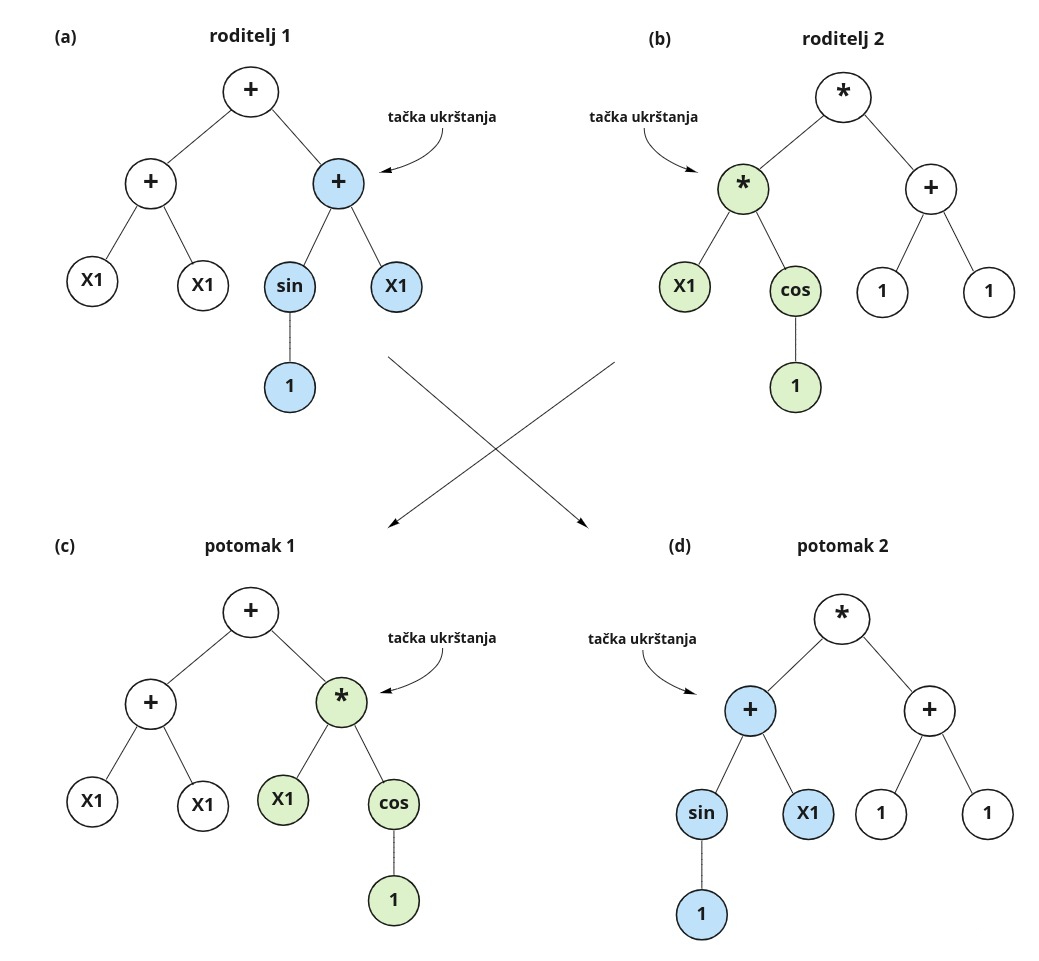 (a)
roditelj 1
(b)
roditelj 2
+
*
tačka ukrštanja
tačka ukrštanja
+
+
*
+
X1
X1
sin
X1
X1
cos
1
1
1
1
(c)
potomak 1
(d)
potomak 2
+
*
tačka ukrštanja
tačka ukrštanja
+
*
+
+
X1
X1
X1
cos
sin
X1
1
1
1
1